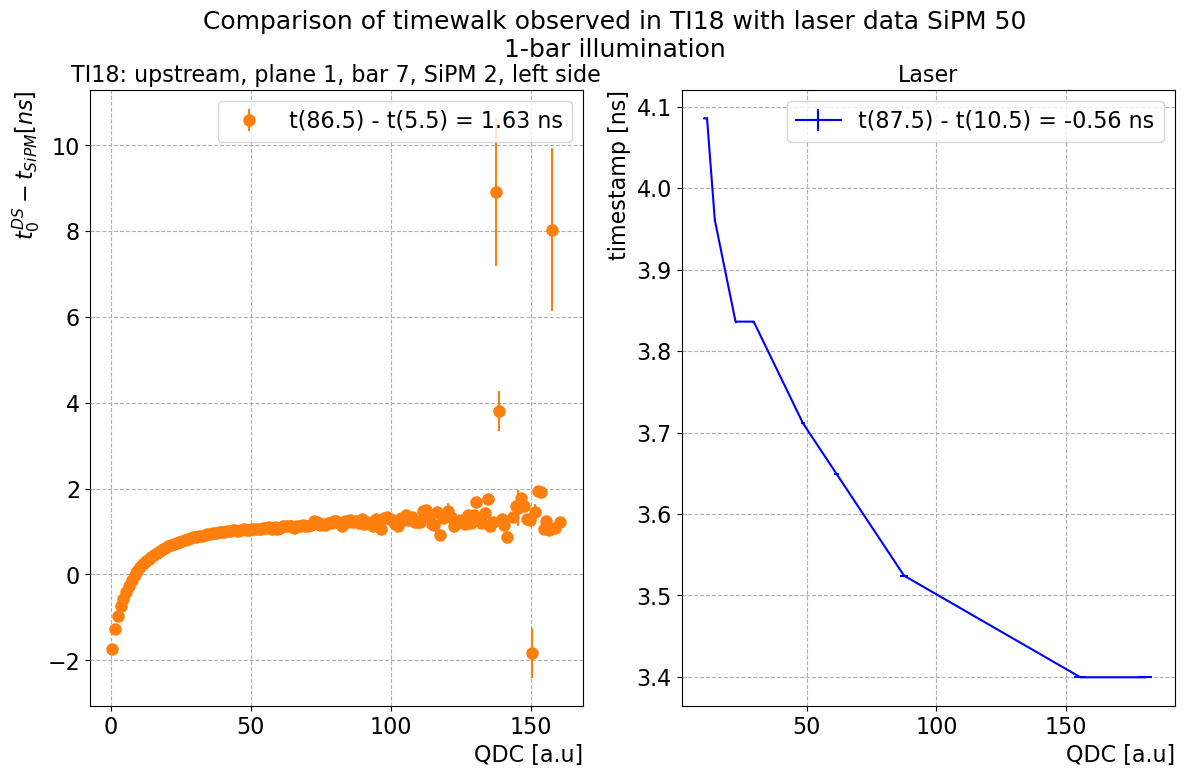 Comparison of timewalk observed in TI18 with laser data SiPM 50
1-bar illumination
TI18: upstream, plane 1, bar 7, SiPM 2, left side
t(86.5) - t(5.5) = 1.63 ns
t_0^{DS} − t_{SiPM}[ns]
10
8
6
4
2
0
−2
0 50 100 150
QDC [a.u]
Laser
t(87.5) - t(10.5) = -0.56 ns
timestamp [ns]
4.1
4.0
3.9
3.8
3.7
3.6
3.5
3.4
50 100 150
QDC [a.u]